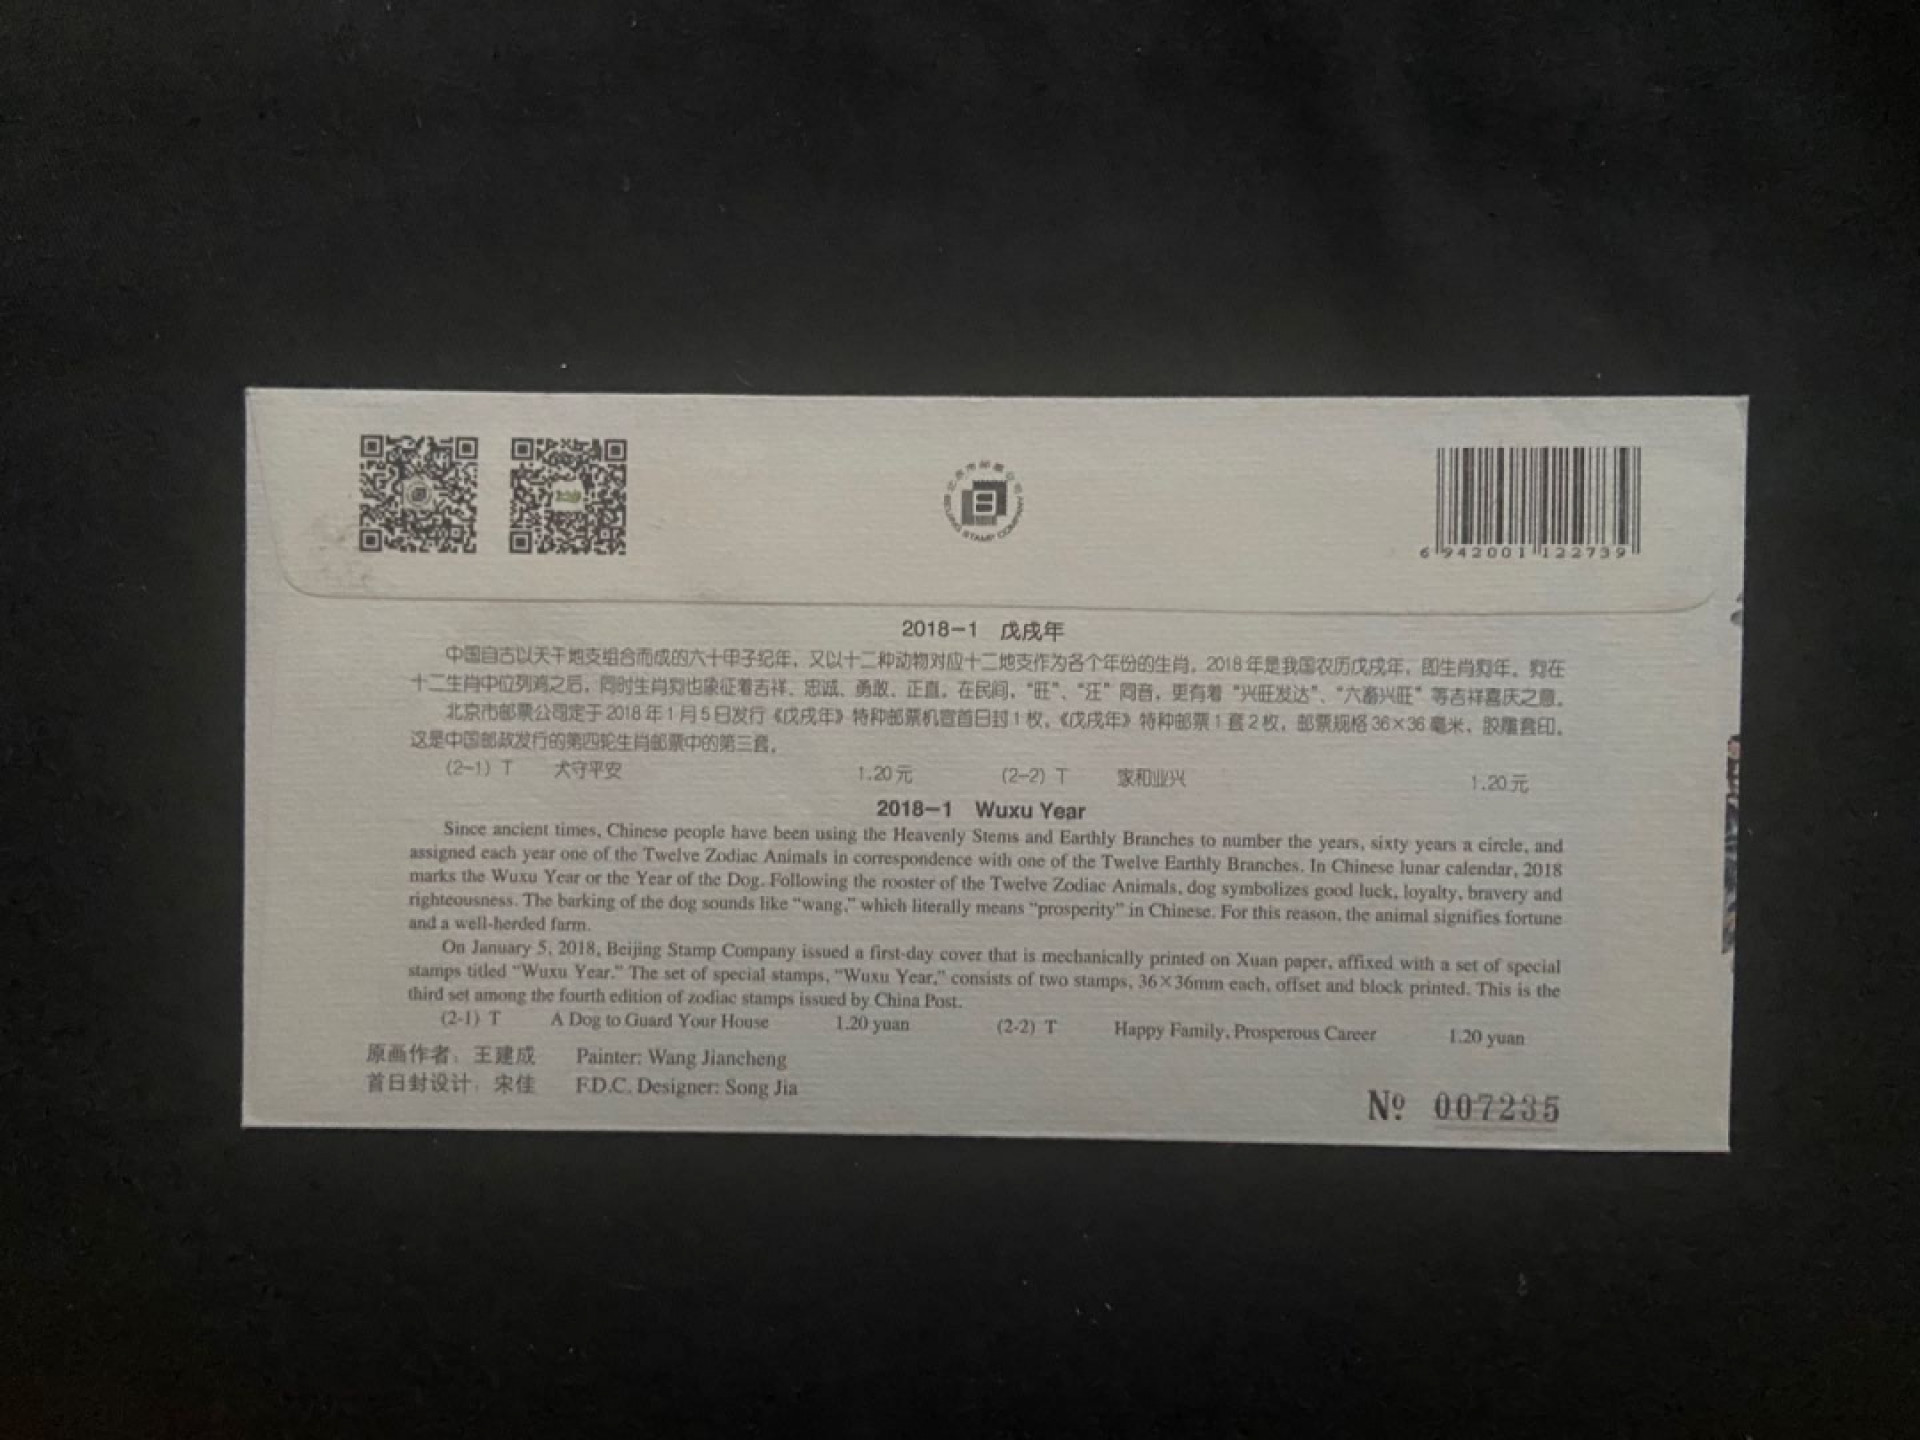 北京市邮票公司
BEIJING STAMP COMPANY
6 942001 122739
2018-1 戊戌年
中国自古以天干地支组合而成的六十甲子纪年，又以十二种动物对应十二地支作为各个年份的生肖。2018年是我国农历戊戌年，即生肖狗年。狗在
十二生肖中位列鸡之后，同时生肖狗也象征着吉祥、忠诚、勇敢、正直。在民间，“旺”、“汪”同音，更有着“兴旺发达”、“六畜兴旺”等吉祥喜庆之意。
北京市邮票公司定于2018年1月5日发行《戊戌年》特种邮票机宣首日封1枚，《戊戌年》特种邮票1套2枚，邮票规格36×36毫米，胶雕套印。
这是中国邮政发行的第四轮生肖邮票中的第三套。
(2-1) T 犬守平安 1.20元 (2-2) T 家和业兴 1.20元
2018-1 Wuxu Year
Since ancient times, Chinese people have been using the Heavenly Stems and Earthly Branches to number the years, sixty years a circle, and
assigned each year one of the Twelve Zodiac Animals in correspondence with one of the Twelve Earthly Branches. In Chinese lunar calendar, 2018
marks the Wuxu Year or the Year of the Dog. Following the rooster of the Twelve Zodiac Animals, dog symbolizes good luck, loyalty, bravery and
righteousness. The barking of the dog sounds like “wang,” which literally means “prosperity” in Chinese. For this reason, the animal signifies fortune
and a well-herded farm.
On January 5, 2018, Beijing Stamp Company issued a first-day cover that is mechanically printed on Xuan paper, affixed with a set of special
stamps titled “Wuxu Year.” The set of special stamps, “Wuxu Year,” consists of two stamps, 36×36mm each, offset and block printed. This is the
third set among the fourth edition of zodiac stamps issued by China Post.
(2-1) T A Dog to Guard Your House 1.20 yuan (2-2) T Happy Family, Prosperous Career 1.20 yuan
原画作者：王建成 Painter: Wang Jiancheng
首日封设计：宋佳 F.D.C. Designer: Song Jia
№ 007235